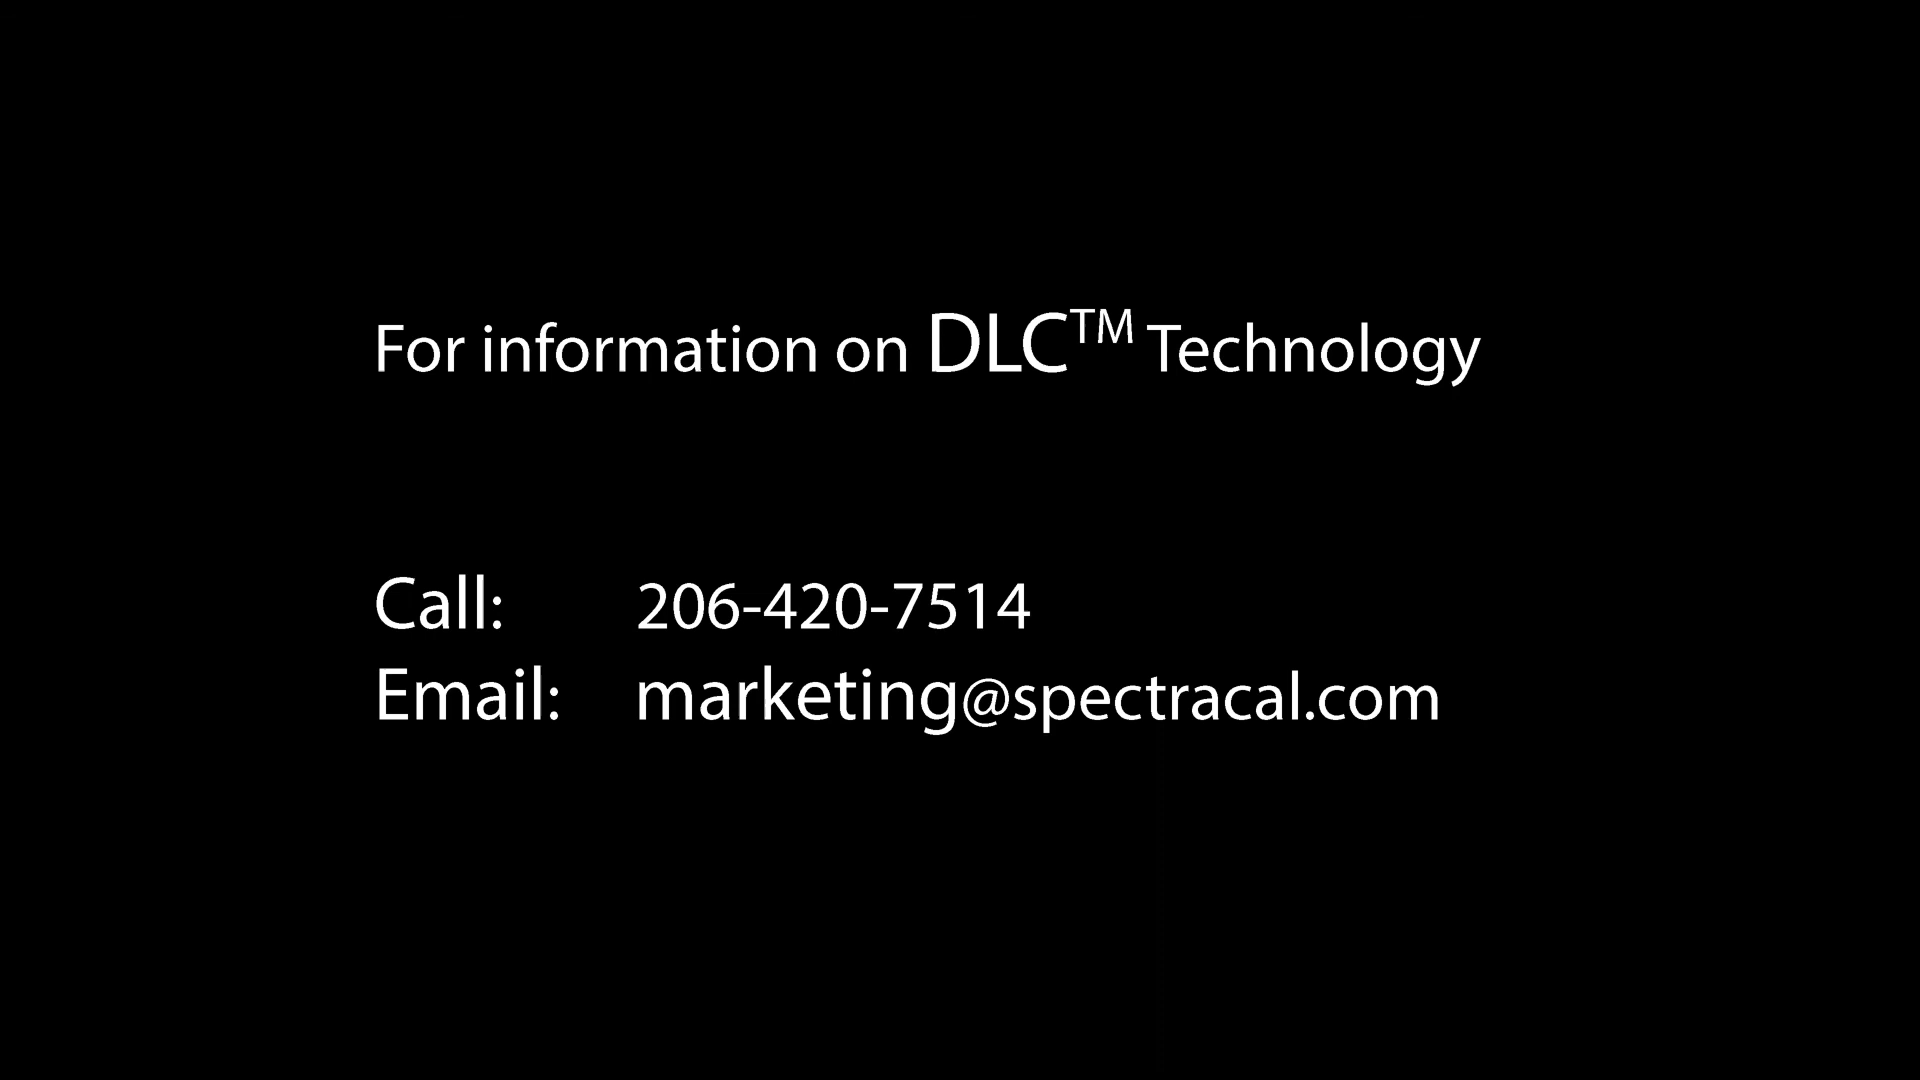 For information on DLC™ Technology
Call: 206-420-7514
Email: marketing@spectracal.com